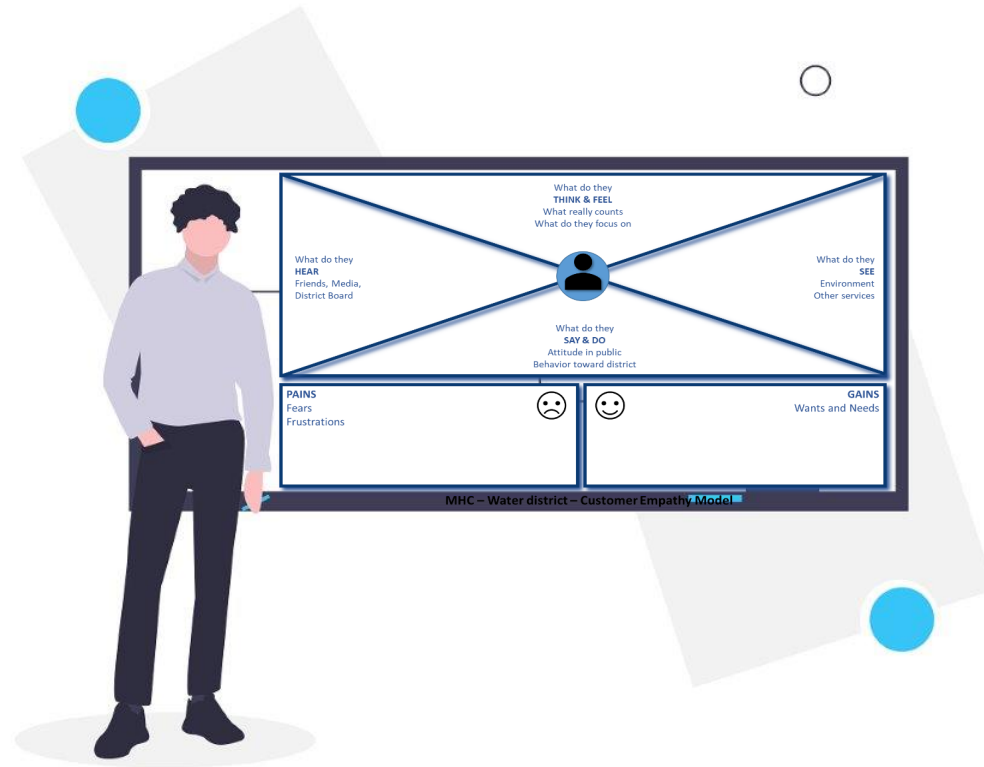 What do they
THINK & FEEL
What really counts
What do they focus on
What do they
HEAR
Friends, Media,
District Board
What do they
SEE
Environment
Other services
What do they
SAY & DO
Attitude in public
Behavior toward district
PAINS
Fears
Frustrations
GAINS
Wants and Needs
MHC – Water district – Customer Empathy Model